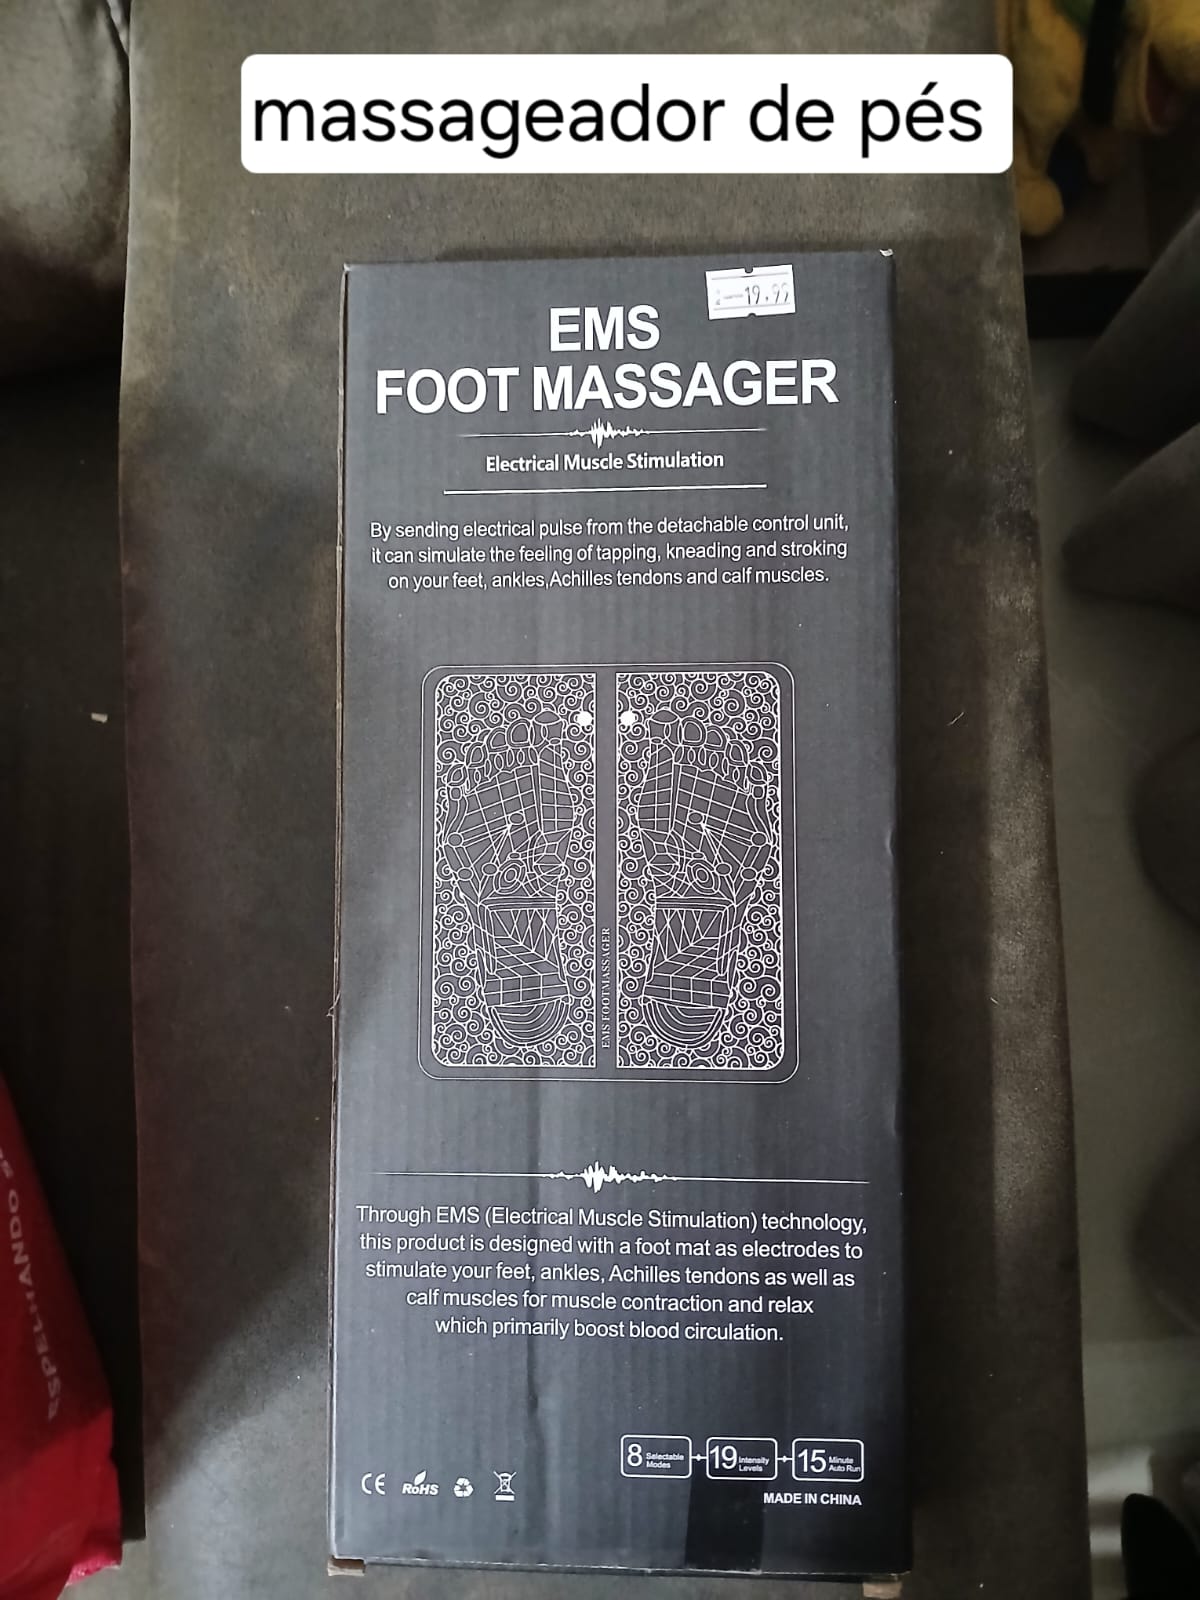 massageador de pés
19.99
EMS
FOOT MASSAGER
Electrical Muscle Stimulation
By sending electrical pulse from the detachable control unit,
it can simulate the feeling of tapping, kneading and stroking
on your feet, ankles,Achilles tendons and calf muscles.
EMS FOOTMASSAGER
Through EMS (Electrical Muscle Stimulation) technology,
this product is designed with a foot mat as electrodes to
stimulate your feet, ankles, Achilles tendons as well as
calf muscles for muscle contraction and relax
which primarily boost blood circulation.
8 Selectable Modes
19 Intensity Levels
15 Minute Auto Run
CE RoHS
MADE IN CHINA